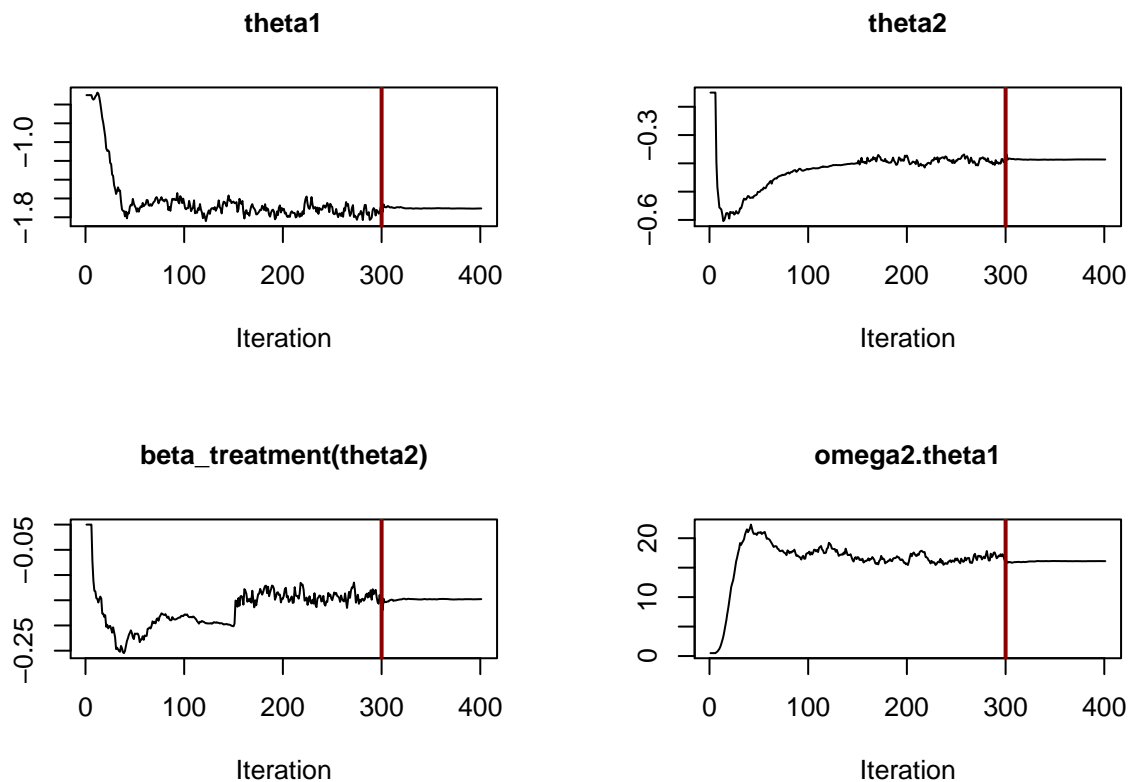 theta1
−1.0
−1.8
0 100 200 300 400
Iteration
theta2
−0.3
−0.6
0 100 200 300 400
Iteration
beta_treatment(theta2)
−0.05
−0.25
0 100 200 300 400
Iteration
omega2.theta1
20
10
0
0 100 200 300 400
Iteration